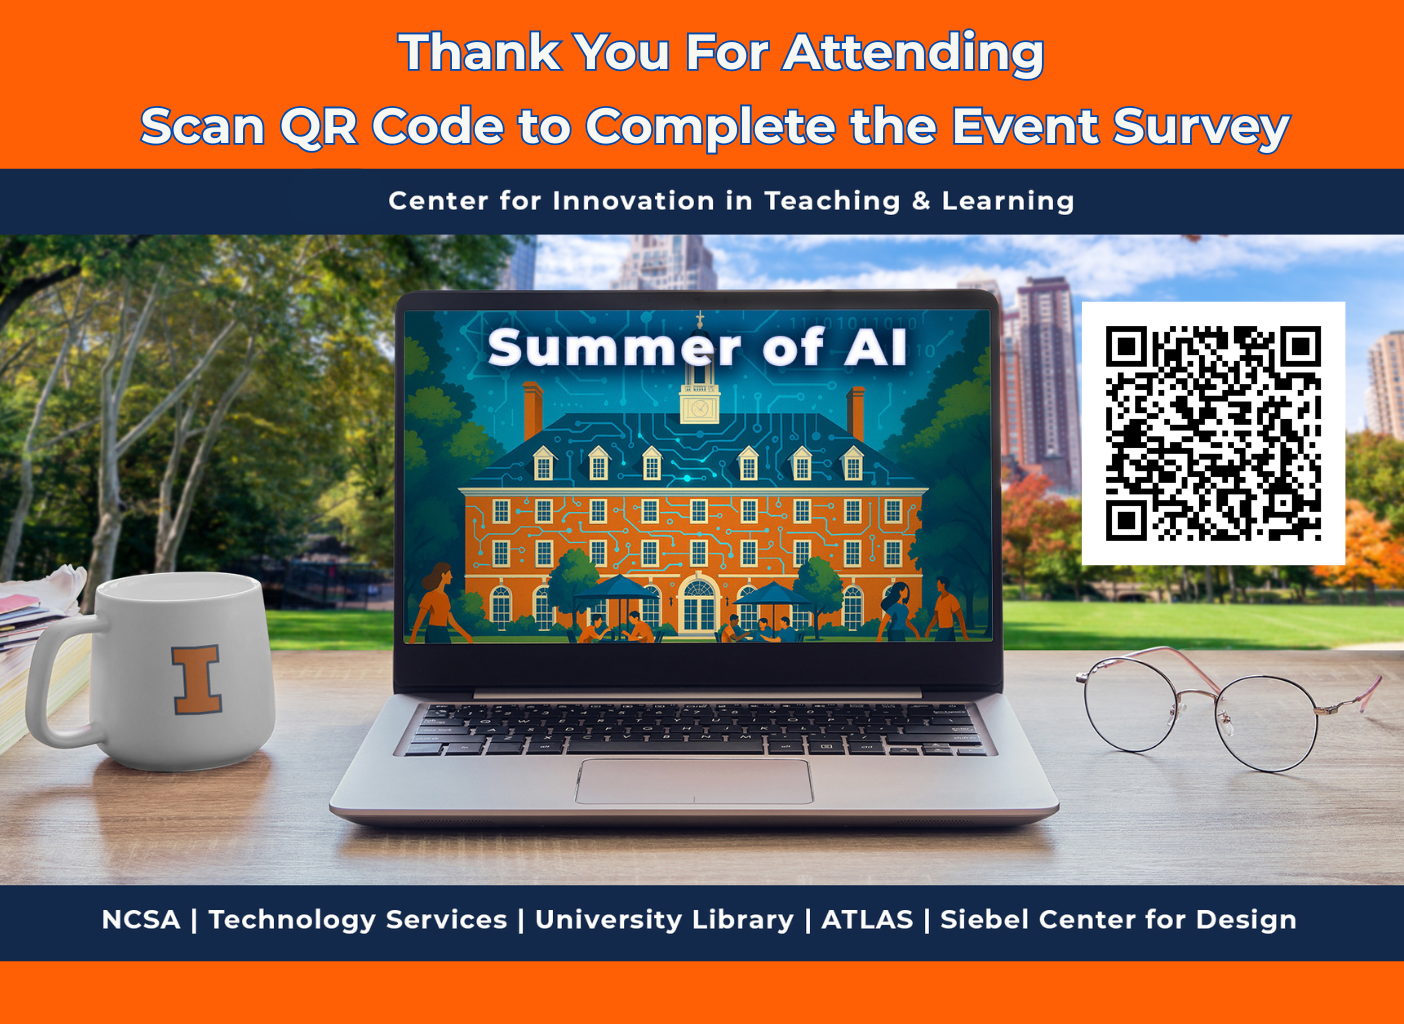 Thank You For Attending
Scan QR Code to Complete the Event Survey
Center for Innovation in Teaching & Learning
Summer of AI
I
NCSA | Technology Services | University Library | ATLAS | Siebel Center for Design